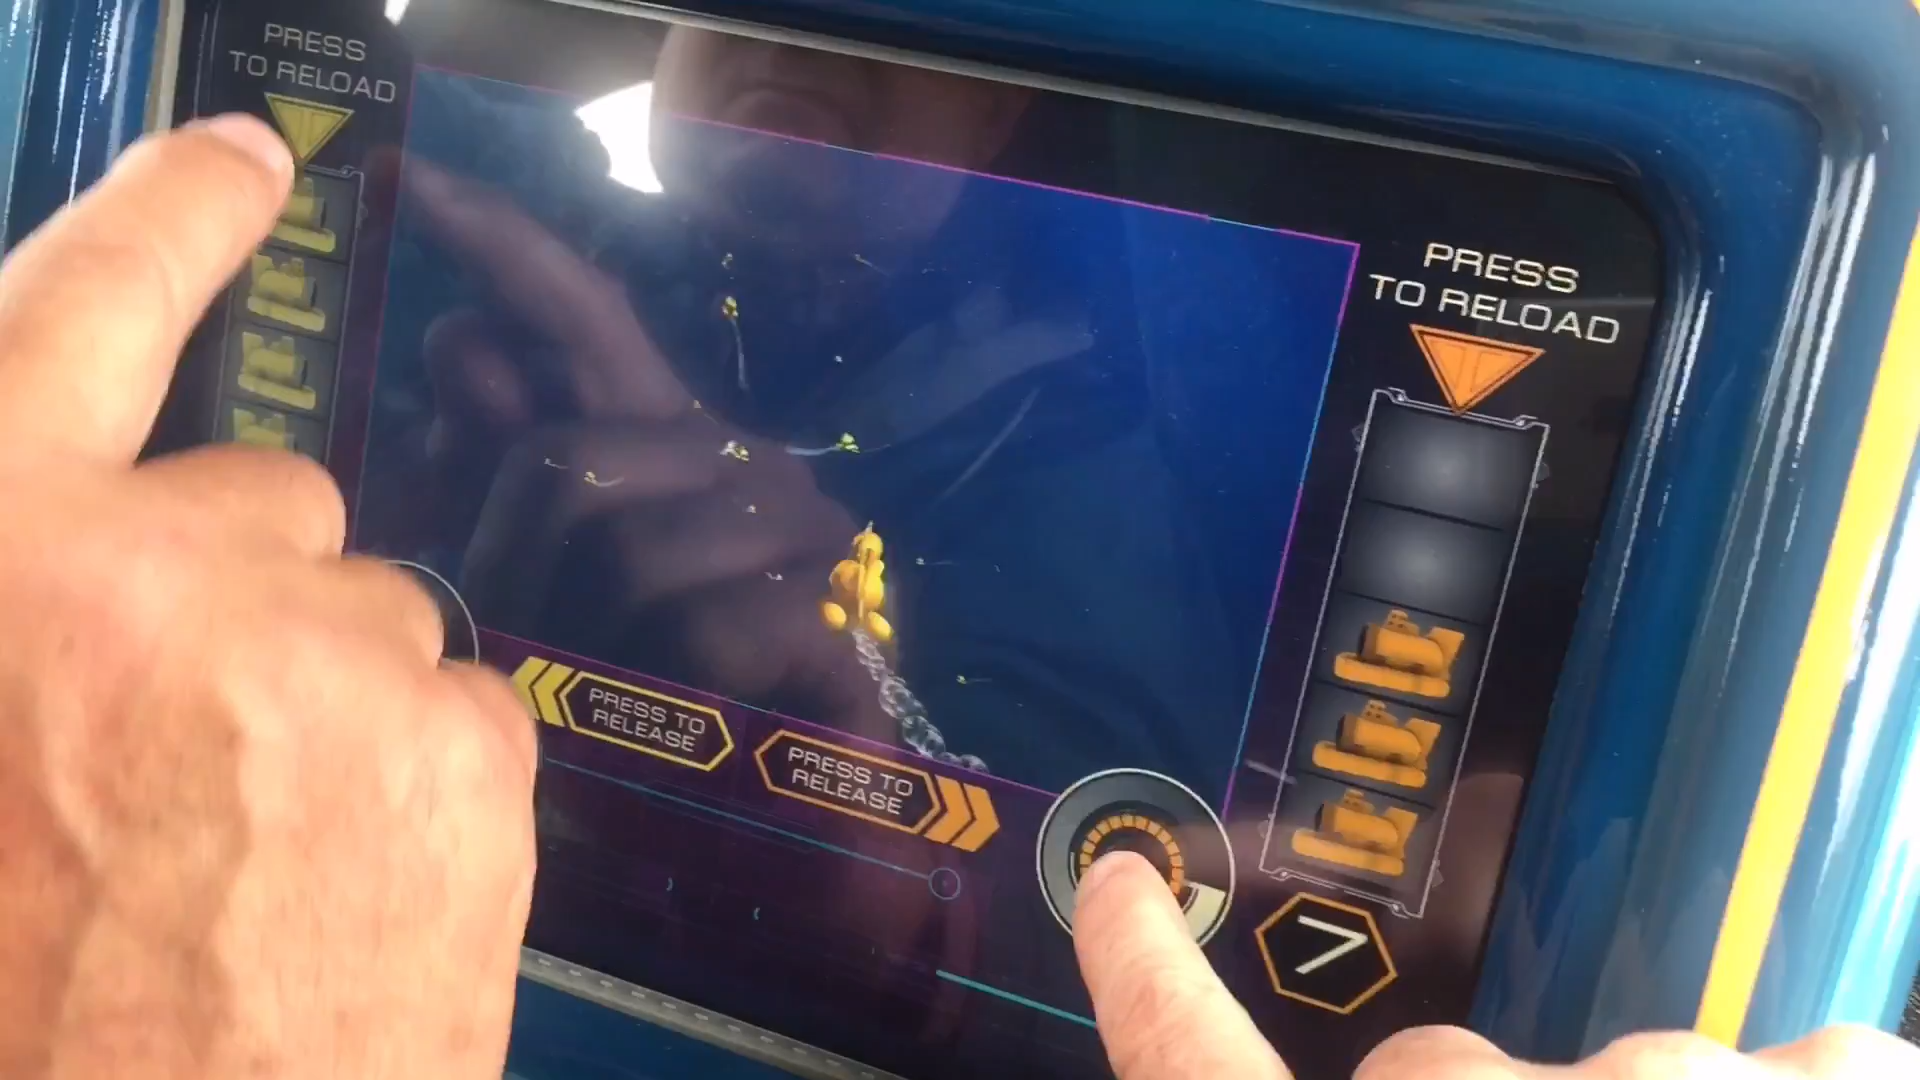 PRESS
TO RELOAD
PRESS
TO RELOAD
PRESS TO
RELEASE
PRESS TO
RELEASE
7